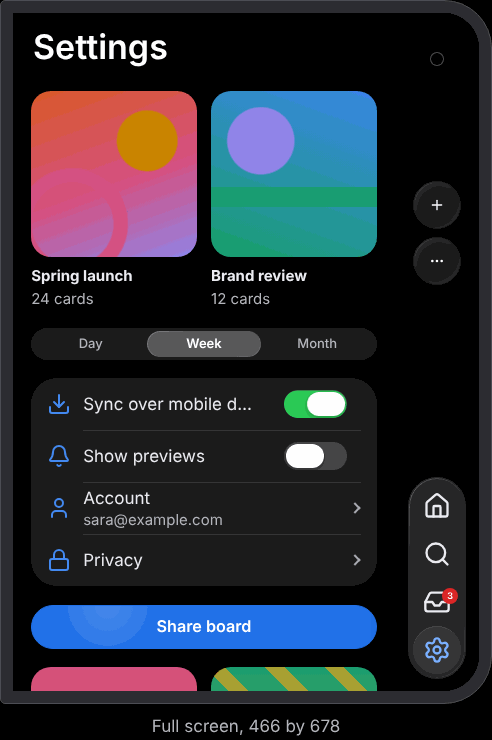 Settings
Spring launch
24 cards
Brand review
12 cards
Day
Week
Month
Sync over mobile d...
Show previews
Account
sara@example.com
Privacy
Share board
3
Full screen, 466 by 678